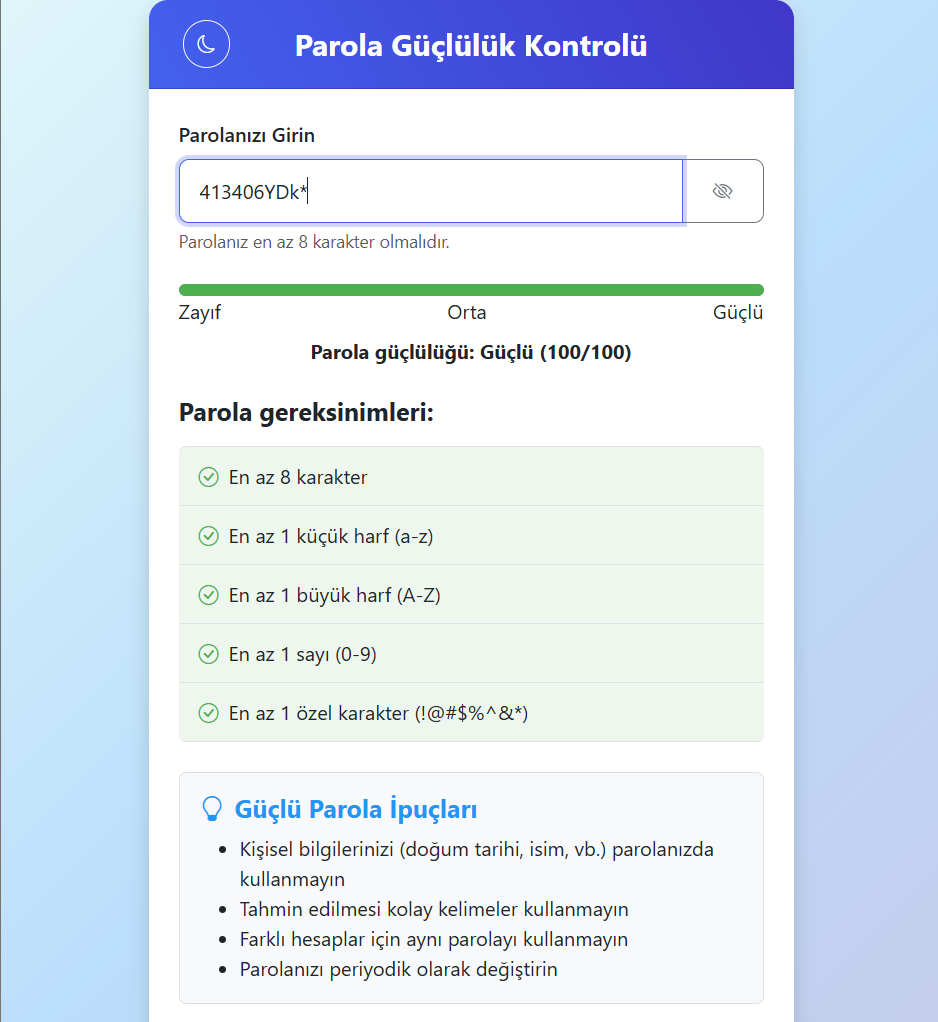 Parola Güçlülük Kontrolü
Parolanızı Girin
413406YDk*
Parolanız en az 8 karakter olmalıdır.
Zayıf Orta Güçlü
Parola güçlülüğü: Güçlü (100/100)
Parola gereksinimleri:
En az 8 karakter
En az 1 küçük harf (a-z)
En az 1 büyük harf (A-Z)
En az 1 sayı (0-9)
En az 1 özel karakter (!@#$%^&*)
Güçlü Parola İpuçları
Kişisel bilgilerinizi (doğum tarihi, isim, vb.) parolanızda
kullanmayın
Tahmin edilmesi kolay kelimeler kullanmayın
Farklı hesaplar için aynı parolayı kullanmayın
Parolanızı periyodik olarak değiştirin